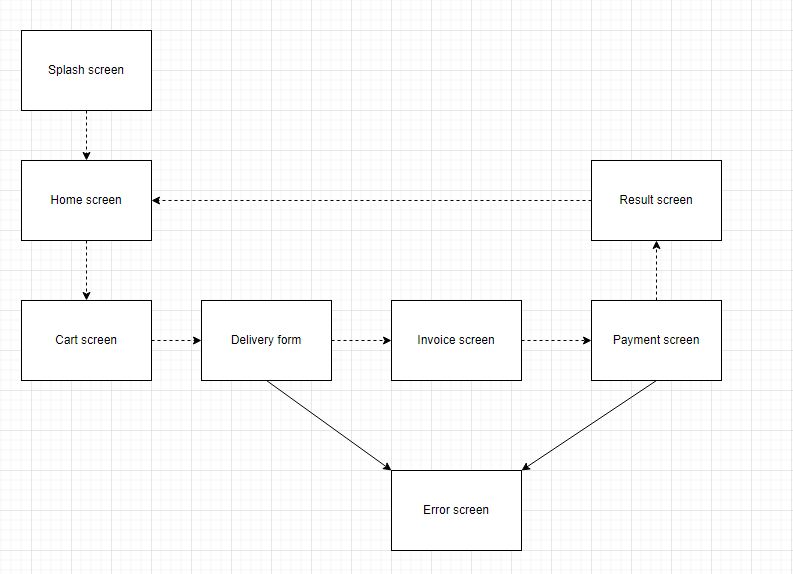 Splash screen
Home screen
Result screen
Cart screen
Delivery form
Invoice screen
Payment screen
Error screen